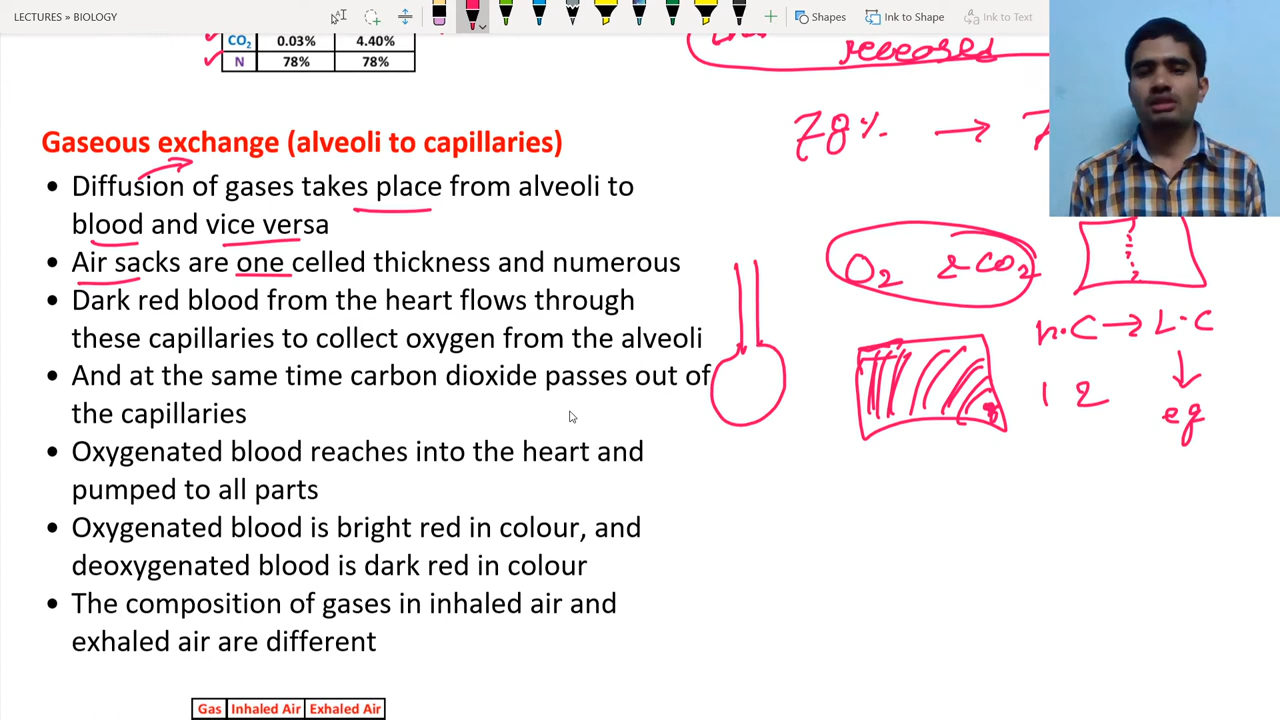 LECTURES » BIOLOGY
Shapes
Ink to Shape
Ink to Text
CO₂ 0.03% 4.40%
N 78% 78%
released
78% → 7
Gaseous exchange (alveoli to capillaries)
• Diffusion of gases takes place from alveoli to
blood and vice versa
• Air sacks are one celled thickness and numerous
• Dark red blood from the heart flows through
these capillaries to collect oxygen from the alveoli
• And at the same time carbon dioxide passes out of
the capillaries
• Oxygenated blood reaches into the heart and
pumped to all parts
• Oxygenated blood is bright red in colour, and
deoxygenated blood is dark red in colour
• The composition of gases in inhaled air and
exhaled air are different
O₂ & CO₂
h.C → L.C
1 2
eq
Gas Inhaled Air Exhaled Air